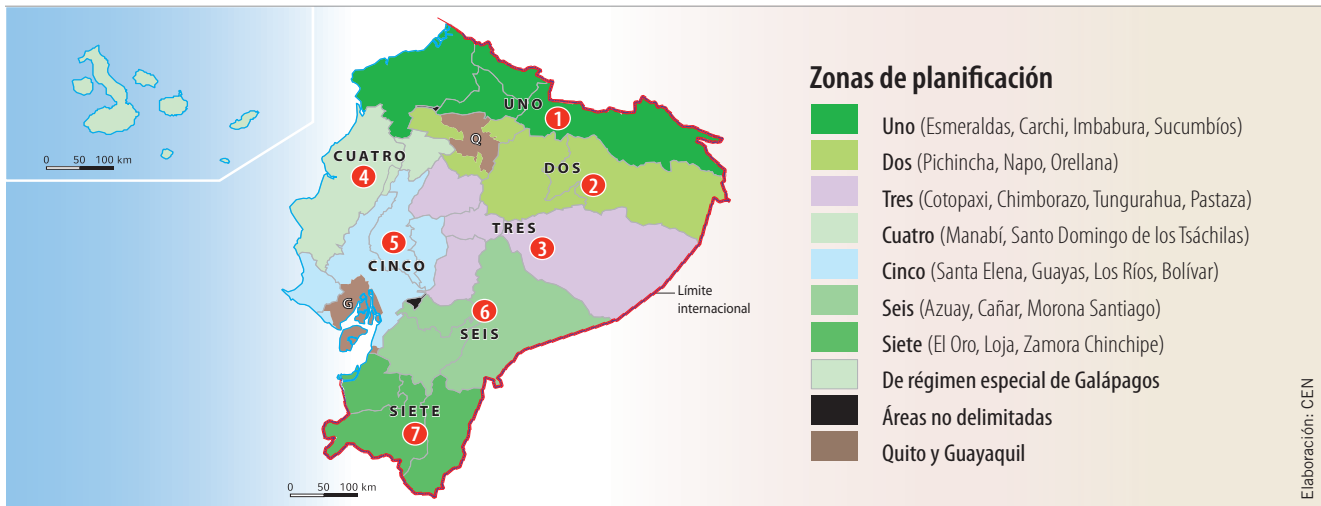 0 50 100 km
UNO
1
Q
CUATRO
4
DOS
2
TRES
3
5
CINCO
G
6
SEIS
Límite
internacional
SIETE
7
0 50 100 km
Zonas de planificación
Uno (Esmeraldas, Carchi, Imbabura, Sucumbíos)
Dos (Pichincha, Napo, Orellana)
Tres (Cotopaxi, Chimborazo, Tungurahua, Pastaza)
Cuatro (Manabí, Santo Domingo de los Tsáchilas)
Cinco (Santa Elena, Guayas, Los Ríos, Bolívar)
Seis (Azuay, Cañar, Morona Santiago)
Siete (El Oro, Loja, Zamora Chinchipe)
De régimen especial de Galápagos
Áreas no delimitadas
Quito y Guayaquil
Elaboración: CEN